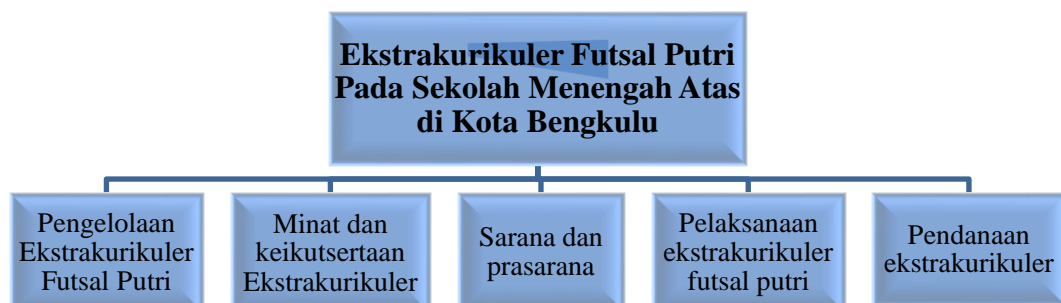 Ekstrakurikuler Futsal Putri
Pada Sekolah Menengah Atas
di Kota Bengkulu
Pengelolaan
Ekstrakurikuler
Futsal Putri
Minat dan
keikutsertaan
Ekstrakurikuler
Sarana dan
prasarana
Pelaksanaan
ekstrakurikuler
futsal putri
Pendanaan
ekstrakurikuler